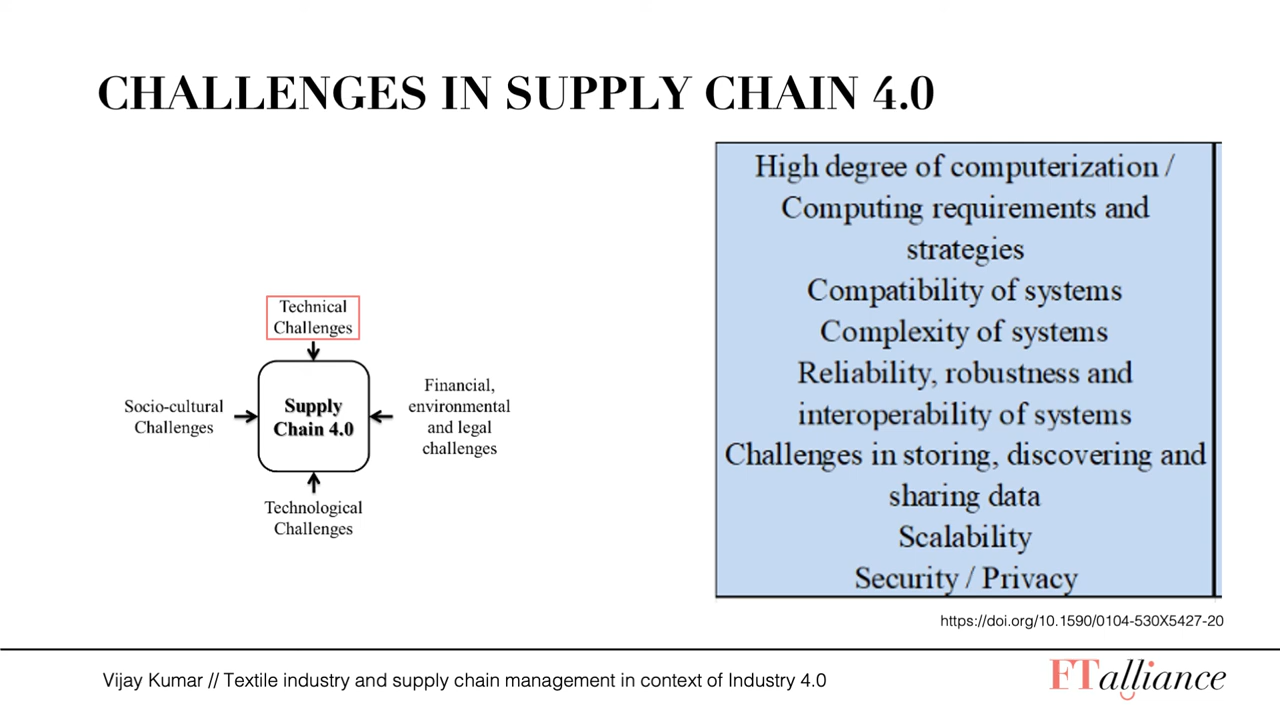 CHALLENGES IN SUPPLY CHAIN 4.0
Technical
Challenges
Socio-cultural
Challenges
Supply
Chain 4.0
Financial,
environmental
and legal
challenges
Technological
Challenges
High degree of computerization /
Computing requirements and
strategies
Compatibility of systems
Complexity of systems
Reliability, robustness and
interoperability of systems
Challenges in storing, discovering and
sharing data
Scalability
Security / Privacy
https://doi.org/10.1590/0104-530X5427-20
Vijay Kumar // Textile industry and supply chain management in context of Industry 4.0
FTalliance